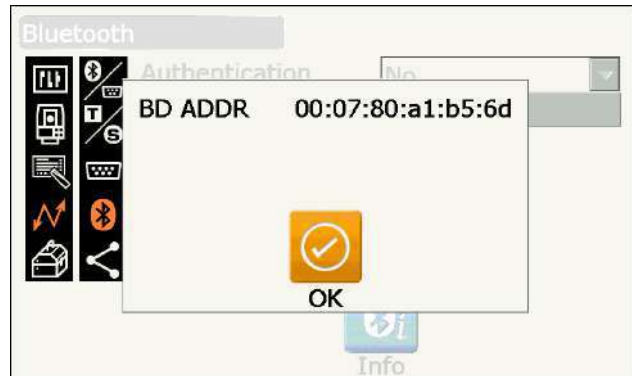 Bluetooth
Authentication No
BD ADDR 00:07:80:a1:b5:6d
OK
Info